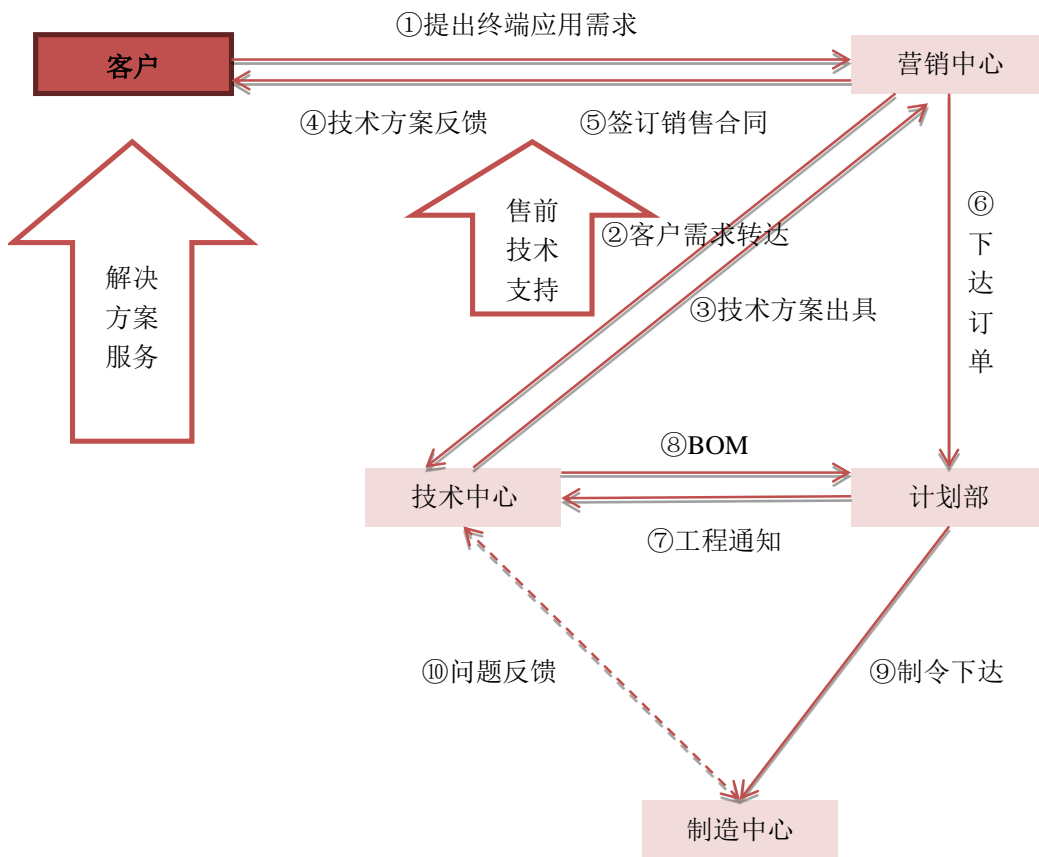 ①提出终端应用需求
客户
营销中心
④技术方案反馈
⑤签订销售合同
售前
技术
支持
②客户需求转达
③技术方案出具
⑥
下
达
订
单
解决
方案
服务
⑧BOM
技术中心
计划部
⑦工程通知
⑩问题反馈
⑨制令下达
制造中心